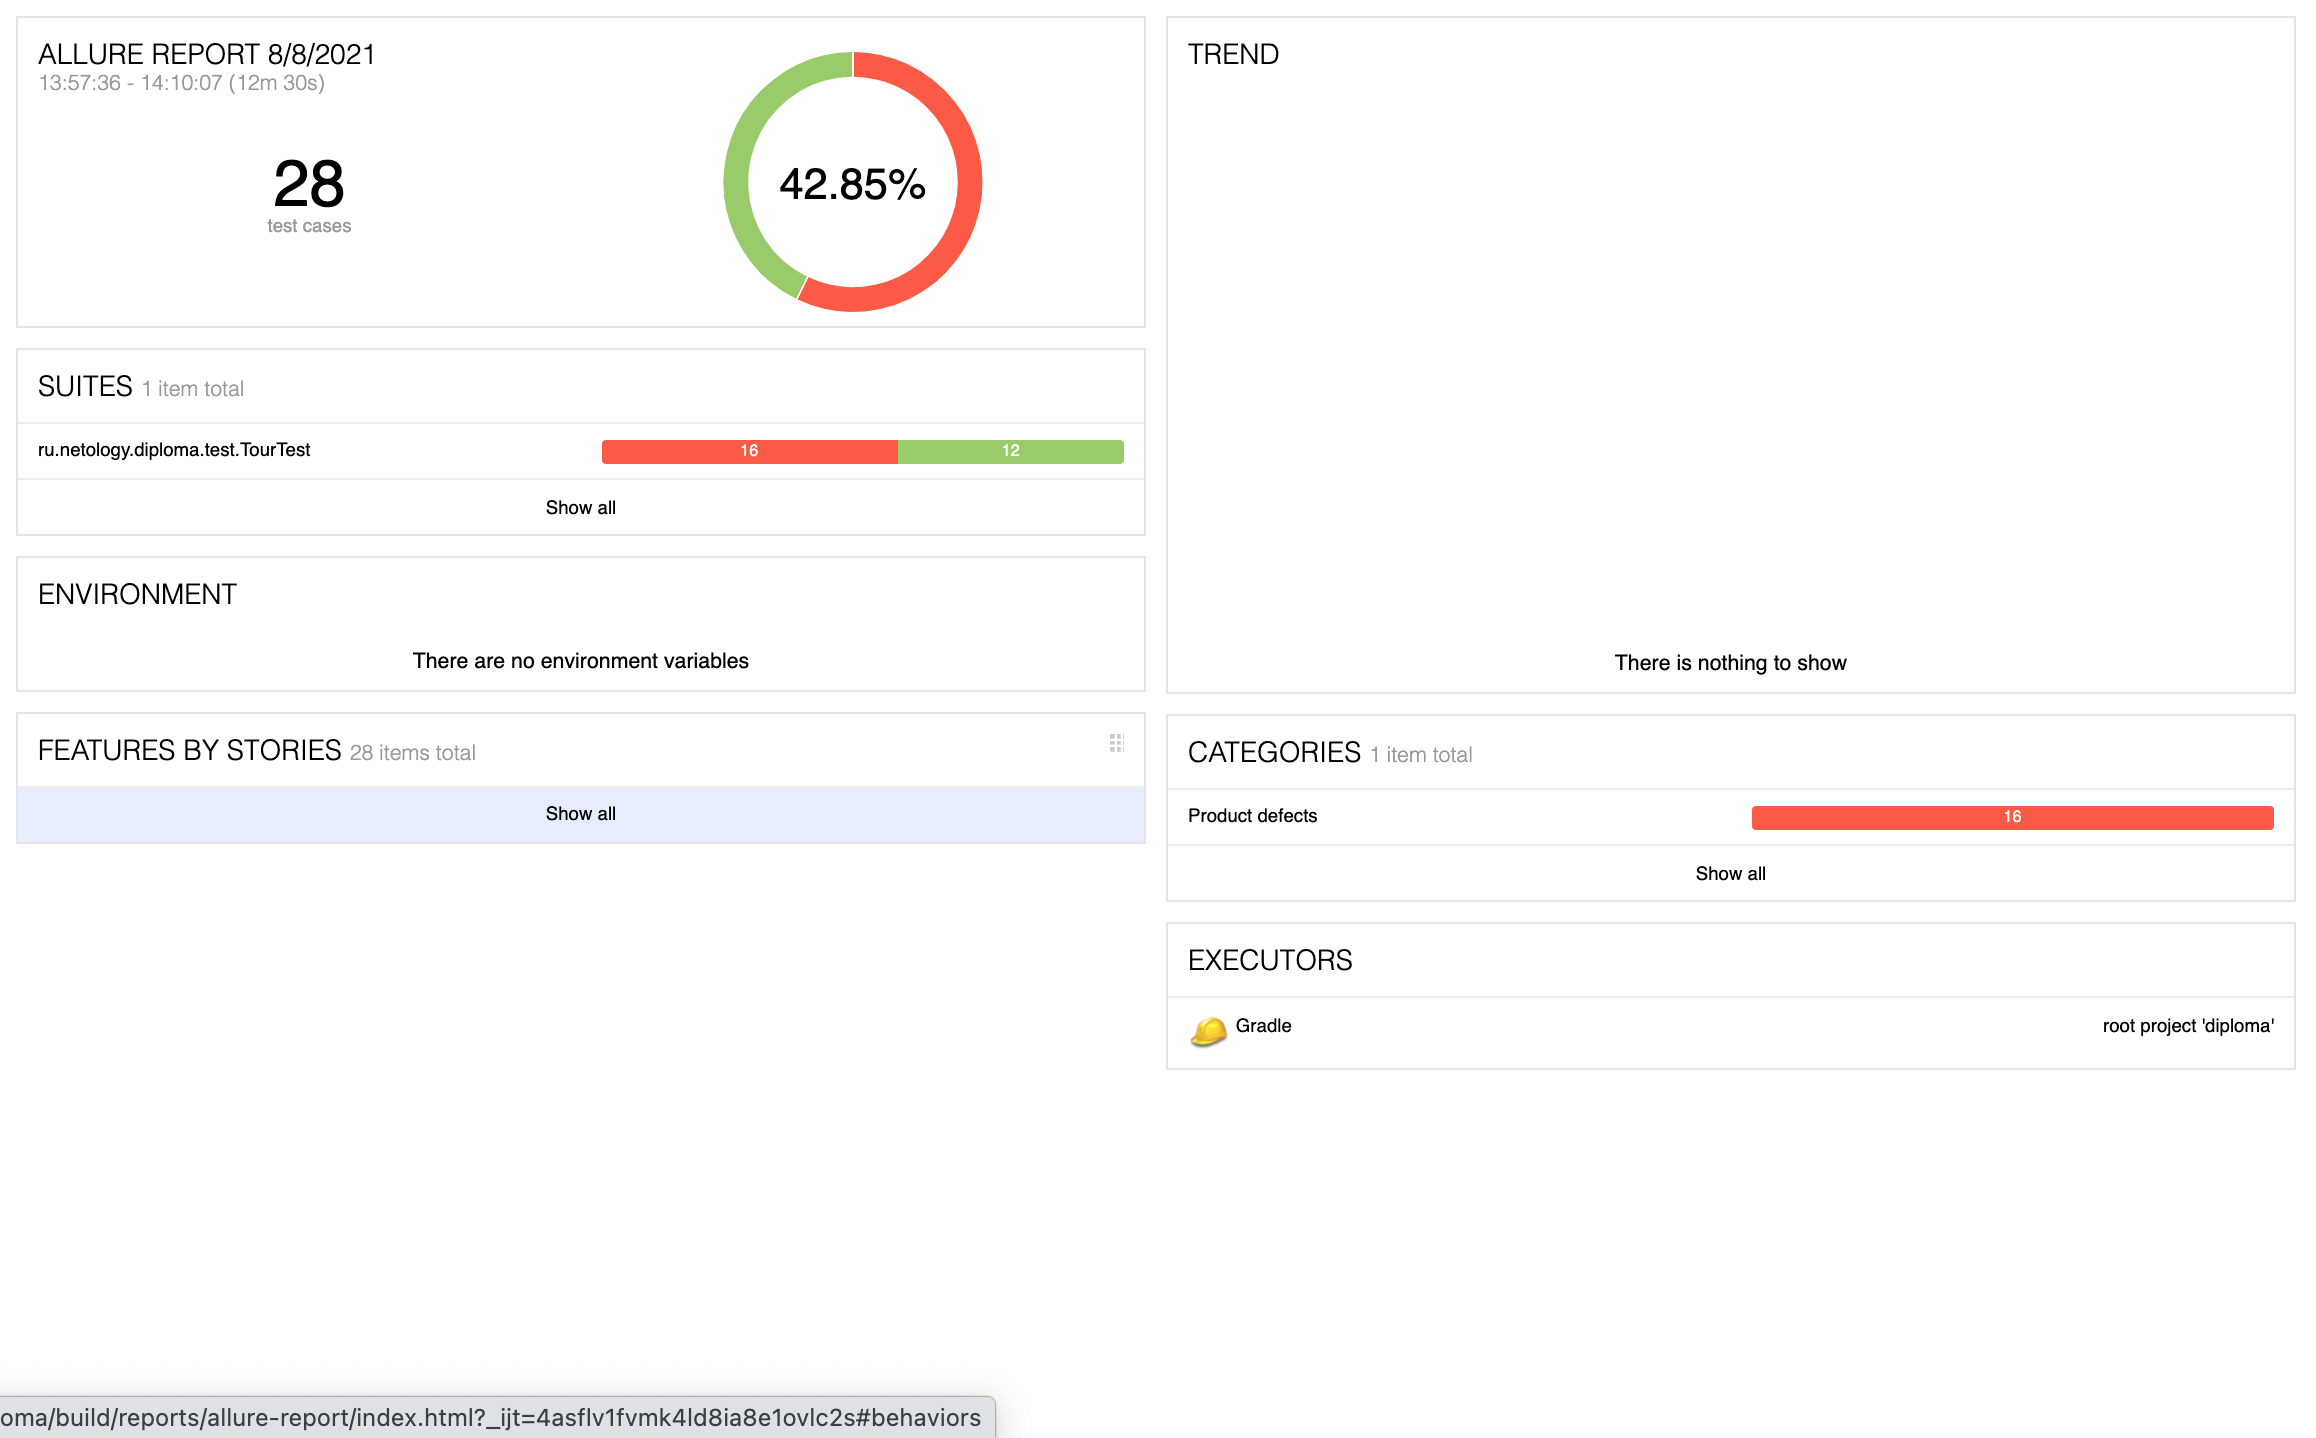 ALLURE REPORT 8/8/2021
13:57:36 - 14:10:07 (12m 30s)
28
test cases
42.85%
SUITES 1 item total
ru.netology.diploma.test.TourTest 16 12
Show all
ENVIRONMENT
There are no environment variables
FEATURES BY STORIES 28 items total
Show all
TREND
There is nothing to show
CATEGORIES 1 item total
Product defects 16
Show all
EXECUTORS
Gradle root project 'diploma'
oma/build/reports/allure-report/index.html?_ijt=4asflv1fvmk4ld8ia8e1ovlc2s#behaviors